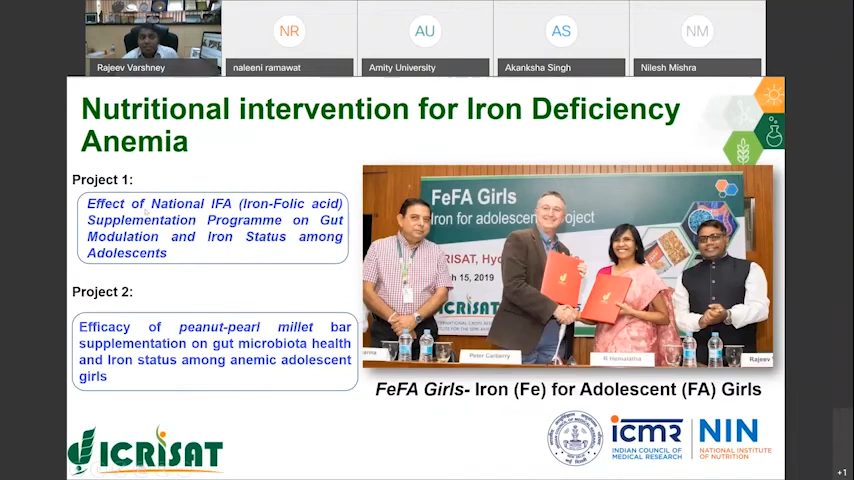 NR
AU
AS
NM
Rajeev Varshney
naleeni ramawat
Amity University
Akanksha Singh
Nilesh Mishra
Nutritional intervention for Iron Deficiency
Anemia
Project 1:
Effect of National IFA (Iron-Folic acid)
Supplementation Programme on Gut
Modulation and Iron Status among
Adolescents
Project 2:
Efficacy of peanut-pearl millet bar
supplementation on gut microbiota health
and Iron status among anemic adolescent
girls
FeFA Girls
Iron for adolescent project
RISAT, Hyd
ch 15, 2019
ICRISAT
Peter Carberry
R Hemalatha
Rajeev
FeFA Girls- Iron (Fe) for Adolescent (FA) Girls
ICRISAT
icmr
INDIAN COUNCIL OF
MEDICAL RESEARCH
NIN
NATIONAL INSTITUTE
OF NUTRITION
+1